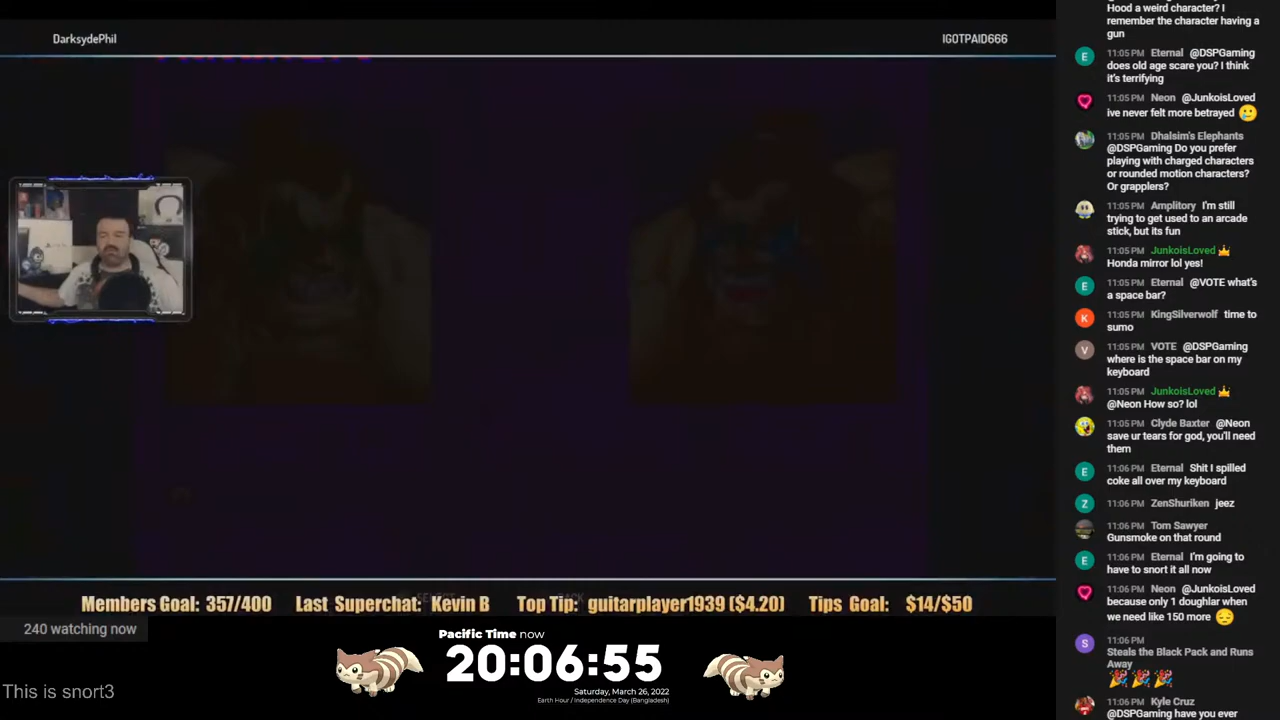 DarksydePhil
IGOTPAID666
Members Goal: 357/400
Last Superchat: Kevin B
Top Tip: guitarplayer1939 ($4.20)
Tips Goal: $14/$50
240 watching now
Pacific Time now
20:06:55
Saturday, March 26, 2022
Earth Hour / Independence Day (Bangladesh)
This is snort3
Hood a weird character? I
remember the character having a
gun
E
11:05 PM Eternal @DSPGaming
does old age scare you? I think
it's terrifying
11:05 PM Neon @JunkoisLoved
ive never felt more betrayed 🥲
11:05 PM Dhalsim's Elephants
@DSPGaming Do you prefer
playing with charged characters
or rounded motion characters?
Or grapplers?
11:05 PM Amplitory I'm still
trying to get used to an arcade
stick, but its fun
11:05 PM JunkoisLoved
Honda mirror lol yes!
E
11:05 PM Eternal @VOTE what's
a space bar?
K
11:05 PM KingSilverwolf time to
sumo
V
11:05 PM VOTE @DSPGaming
where is the space bar on my
keyboard
11:05 PM JunkoisLoved
@Neon How so? lol
11:05 PM Clyde Baxter @Neon
save ur tears for god, you'll need
them
E
11:06 PM Eternal Shit I spilled
coke all over my keyboard
Z
11:06 PM ZenShuriken jeez
11:06 PM Tom Sawyer
Gunsmoke on that round
E
11:06 PM Eternal I'm going to
have to snort it all now
11:06 PM Neon @JunkoisLoved
because only 1 doughlar when
we need like 150 more 😔
S
11:06 PM
Steals the Black Pack and Runs
Away
🎉🎉🎉
11:06 PM Kyle Cruz
@DSPGaming have you ever